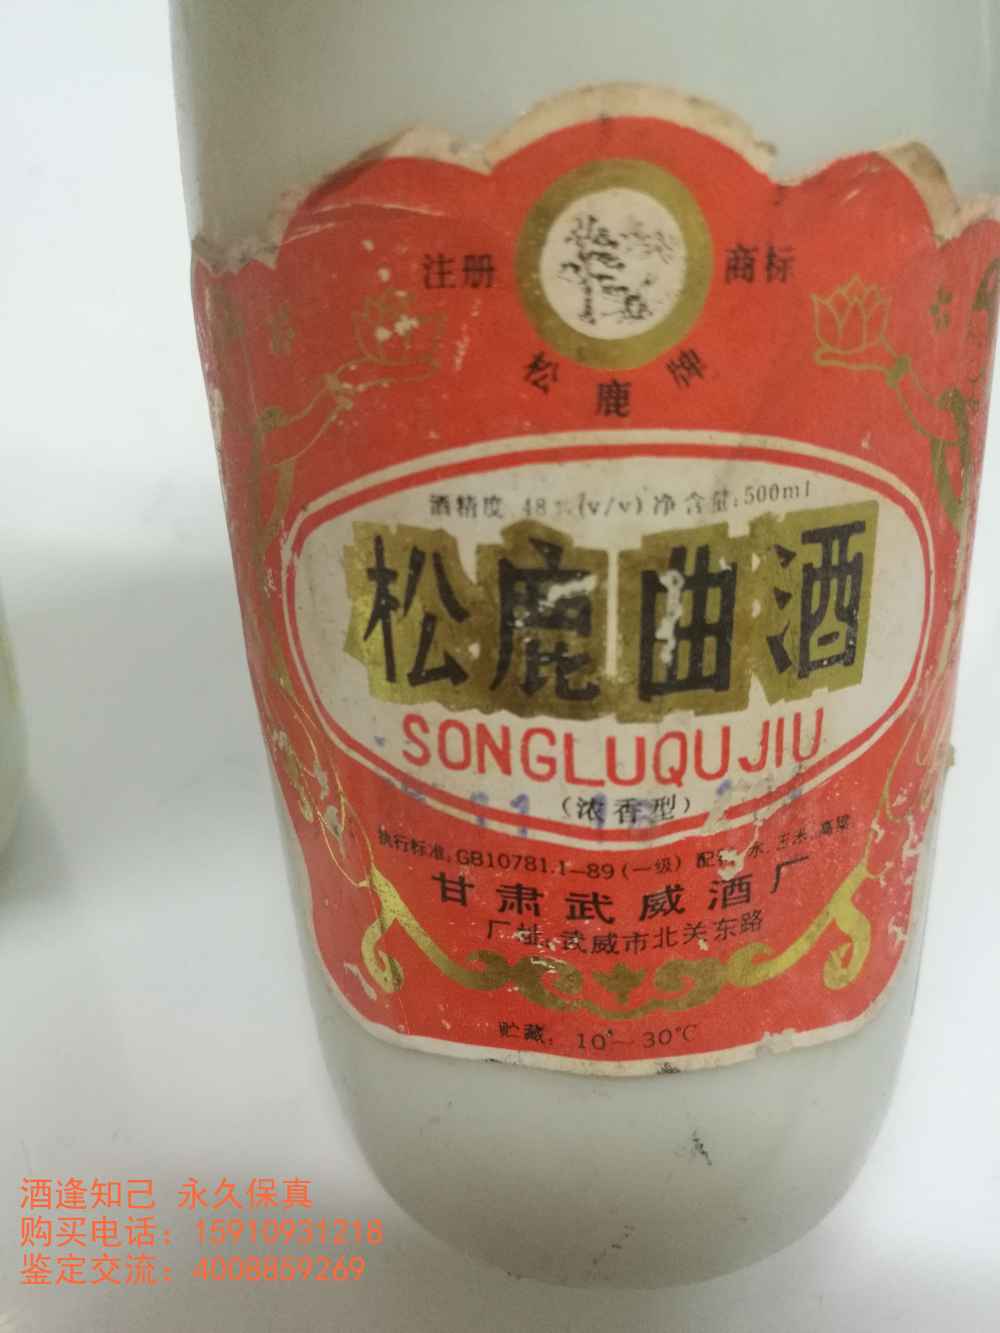 注册 商标
松鹿牌
酒精度 48%(v/v) 净含量:500ml
松鹿曲酒
SONGLUQUJIU
(浓香型)
执行标准:GB10781.1-89(一级) 配料:水.玉米.高粱
甘肃武威酒厂
厂址:武威市北关东路
贮藏: 10°~30°C
酒逢知己 永久保真
购买电话:15910931218
鉴定交流:4008859269